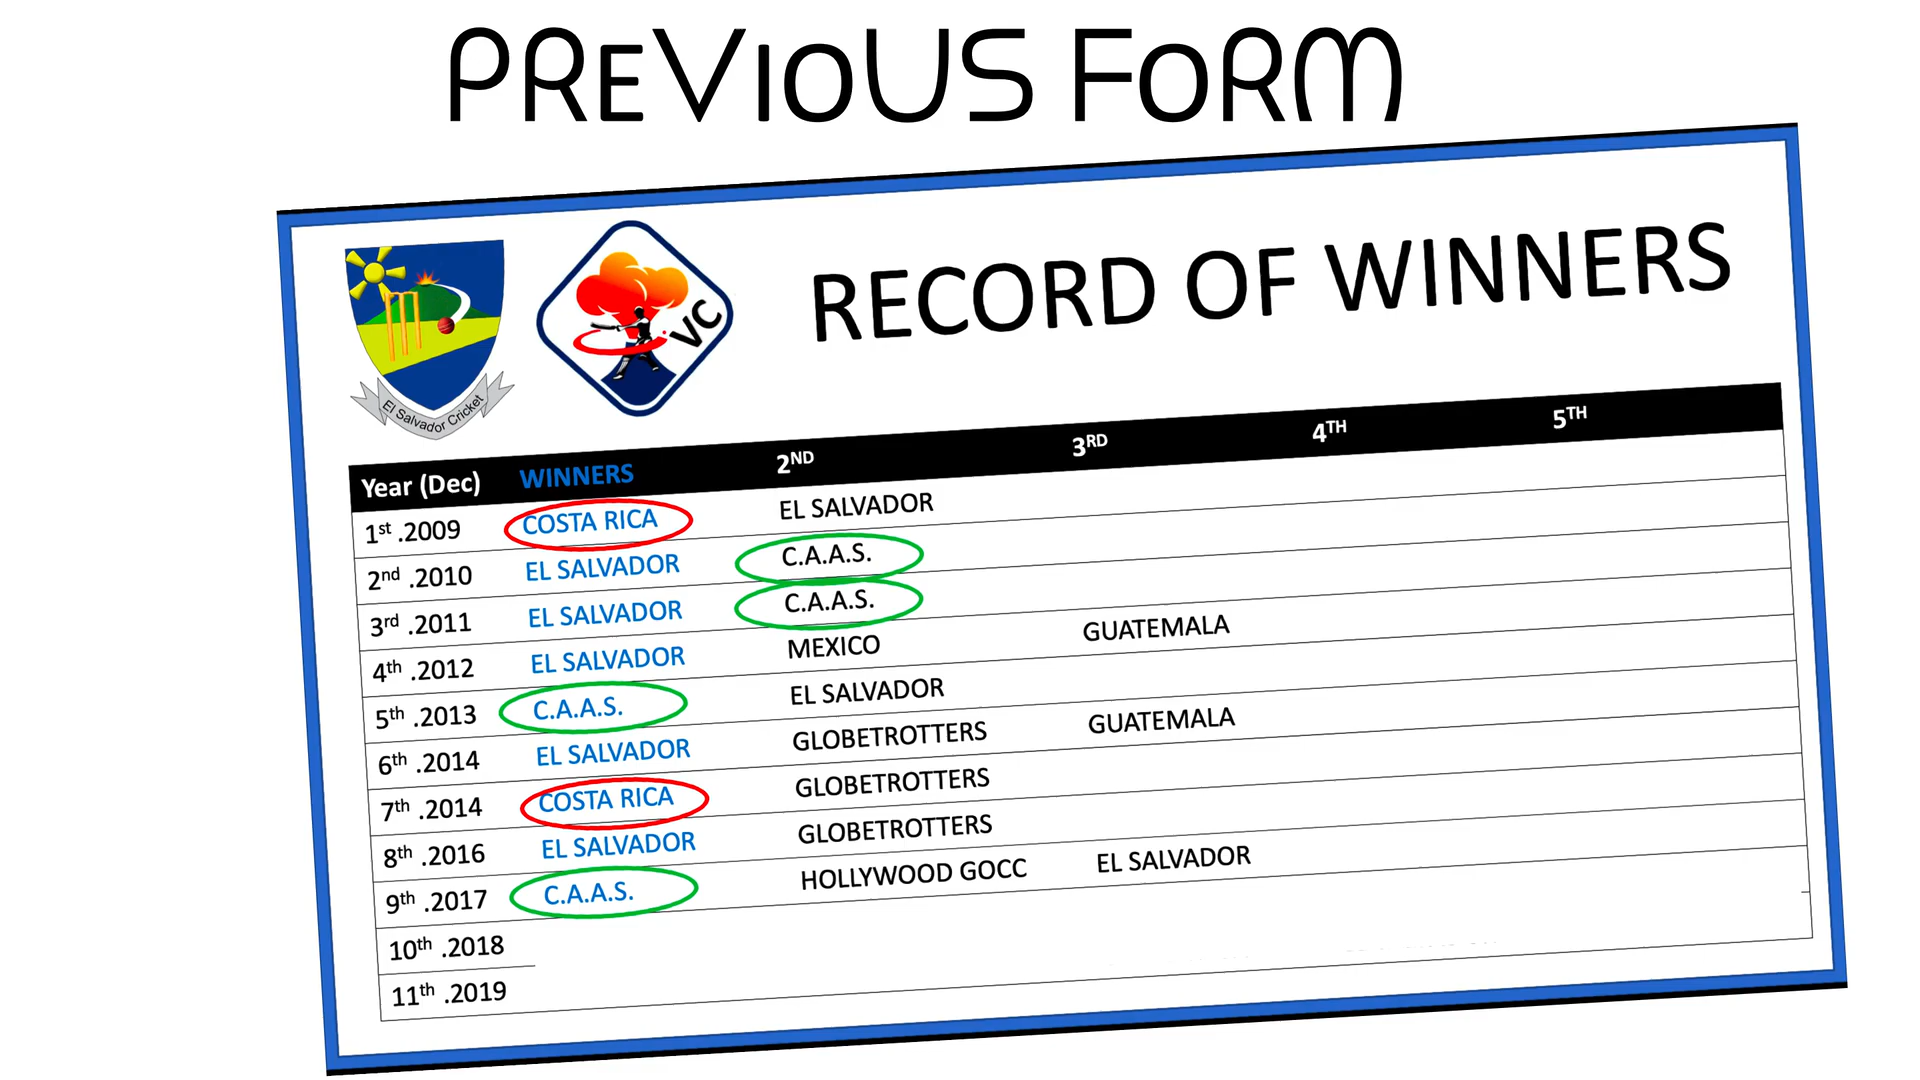 PREVIOUS FORM
El Salvador Cricket
VC
RECORD OF WINNERS
Year (Dec) WINNERS 2ND 3RD 4TH 5TH
1st .2009 COSTA RICA EL SALVADOR
2nd .2010 EL SALVADOR C.A.A.S.
3rd .2011 EL SALVADOR C.A.A.S.
4th .2012 EL SALVADOR MEXICO GUATEMALA
5th .2013 C.A.A.S. EL SALVADOR
6th .2014 EL SALVADOR GLOBETROTTERS GUATEMALA
7th .2014 COSTA RICA GLOBETROTTERS
8th .2016 EL SALVADOR GLOBETROTTERS
9th .2017 C.A.A.S. HOLLYWOOD GOCC EL SALVADOR
10th .2018
11th .2019